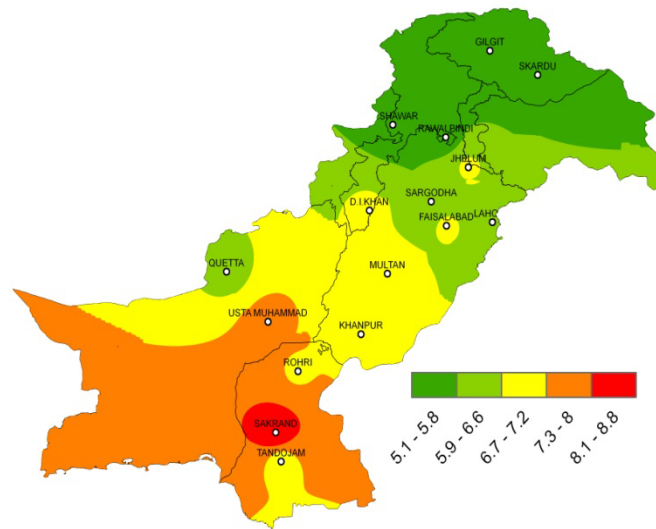 GILGIT
SKARDU
SHAWAR
RAWALPINDI
JHELUM
SARGODHA
D.I.KHAN
FAISALABAD
LAHO
QUETTA
MULTAN
USTA MUHAMMAD
KHANPUR
ROHRI
SAKRAND
TANDOJAM
5.1 - 5.8
5.9 - 6.6
6.7 - 7.2
7.3 - 8
8.1 - 8.8